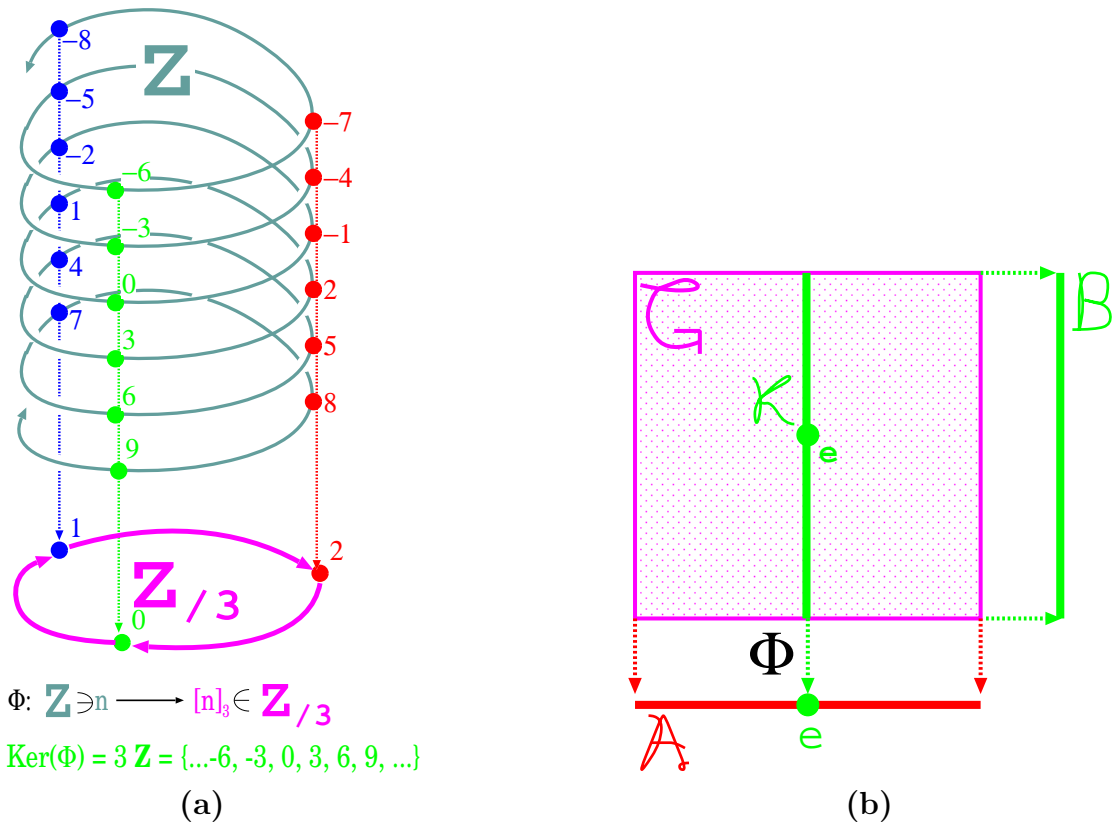 –8
Z
–5
–7
–2
–6
–4
1
–3
–1
4
0
2
7
3
5
6
8
9
1
2
Z/3
0
Φ: Z ∋n ⟶ [n]₃∈ Z/3
Ker(Φ) = 3 Z = {...-6, -3, 0, 3, 6, 9, ...}
(a)
G
B
K
e
Φ
A
e
(b)